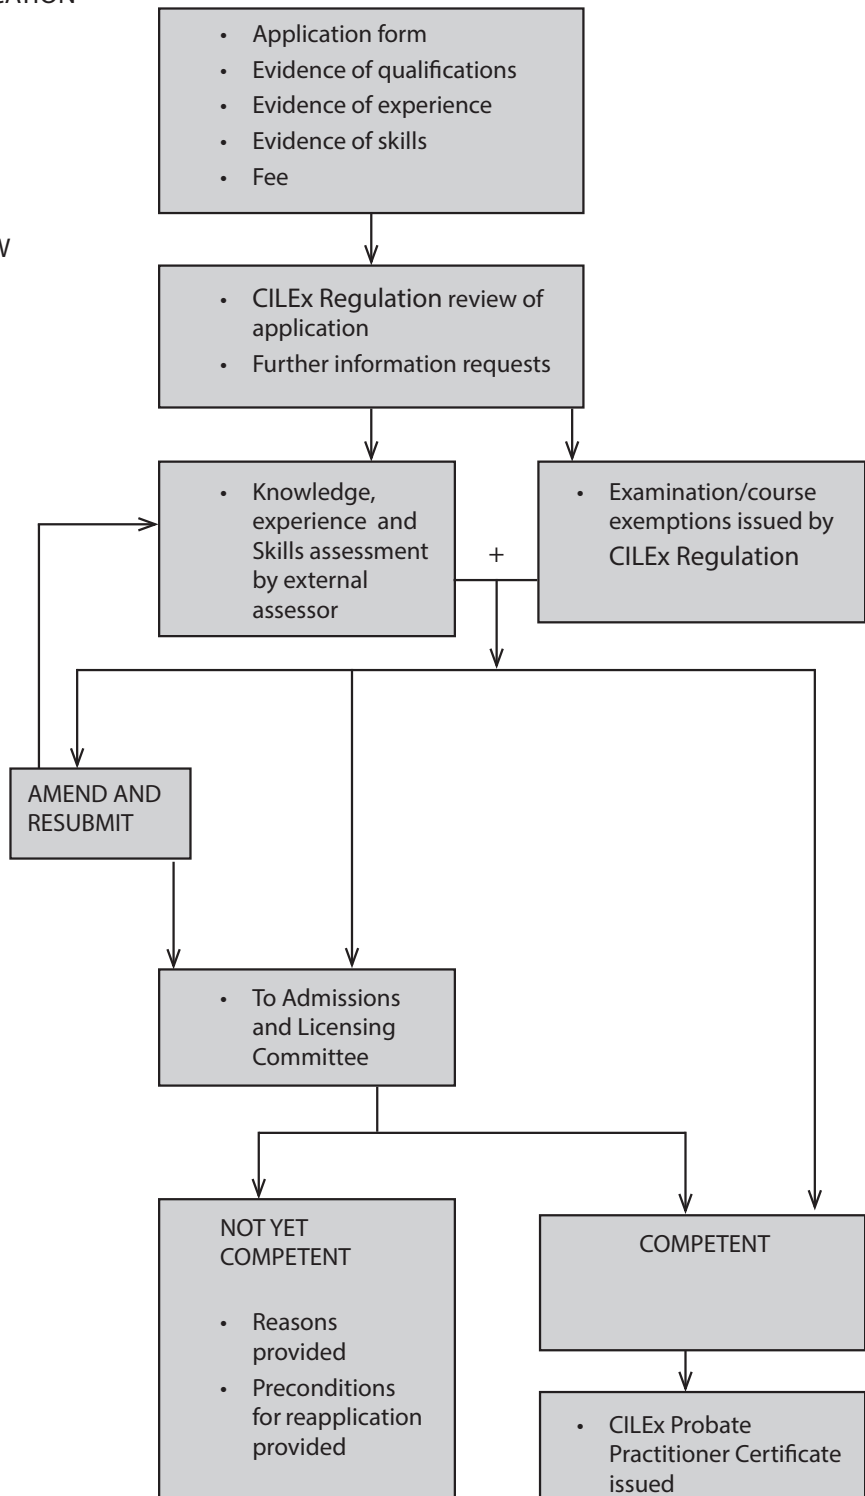 • Application form
• Evidence of qualifications
• Evidence of experience
• Evidence of skills
• Fee
• CILEx Regulation review of
application
• Further information requests
• Knowledge,
experience and
Skills assessment
by external
assessor
+
• Examination/course
exemptions issued by
CILEx Regulation
AMEND AND
RESUBMIT
• To Admissions
and Licensing
Committee
NOT YET
COMPETENT
• Reasons
provided
• Preconditions
for reapplication
provided
COMPETENT
• CILEx Probate
Practitioner Certificate
issued